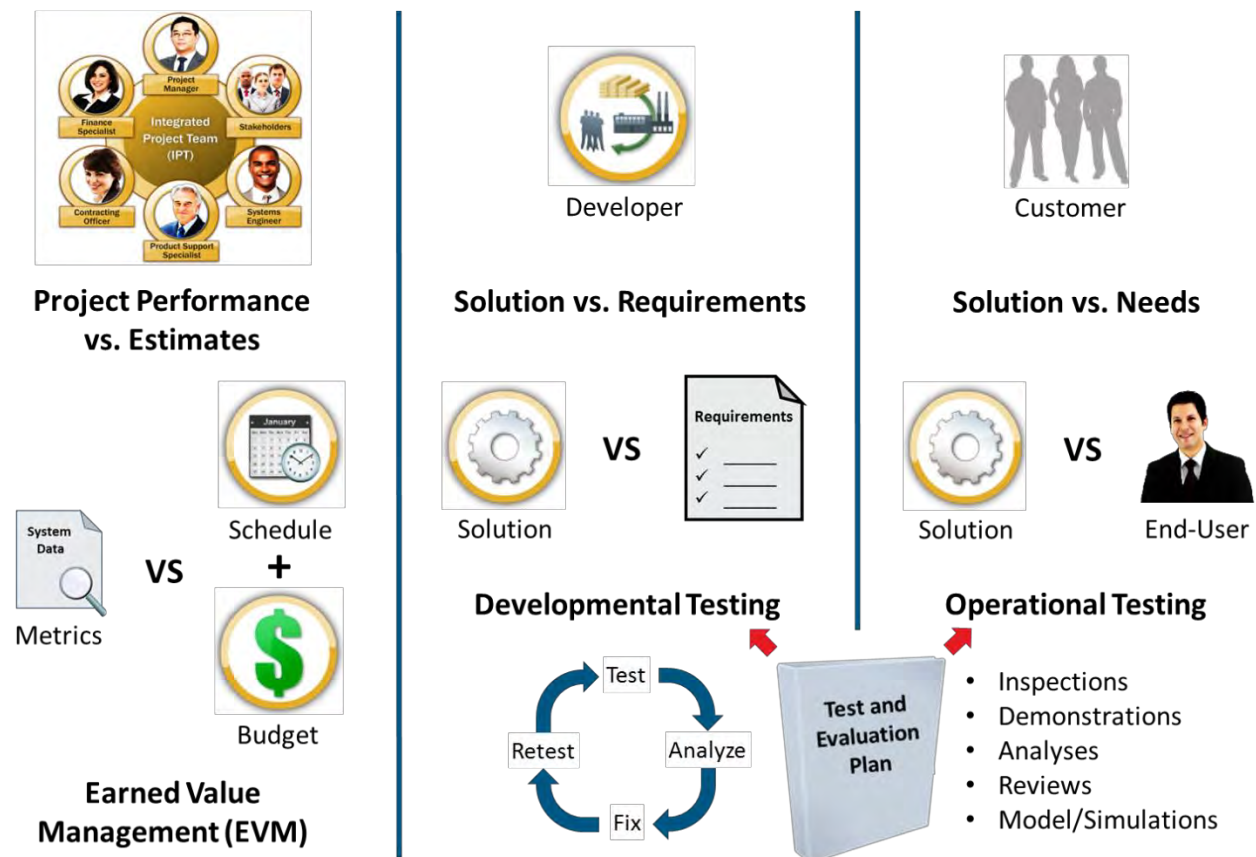 Project
Manager
Finance
Specialist
Integrated
Project Team
(IPT)
Stakeholders
Contracting
Officer
Systems
Engineer
Product Support
Specialist
Project Performance
vs. Estimates
January
Schedule
+
System
Data
VS
Metrics
$
Budget
Earned Value
Management (EVM)
Developer
Solution vs. Requirements
Solution
VS
Requirements
✓ ____
✓ ____
✓ ____
Developmental Testing
Test
Analyze
Fix
Retest
Customer
Solution vs. Needs
Solution
VS
End-User
Operational Testing
Test and
Evaluation
Plan
• Inspections
• Demonstrations
• Analyses
• Reviews
• Model/Simulations